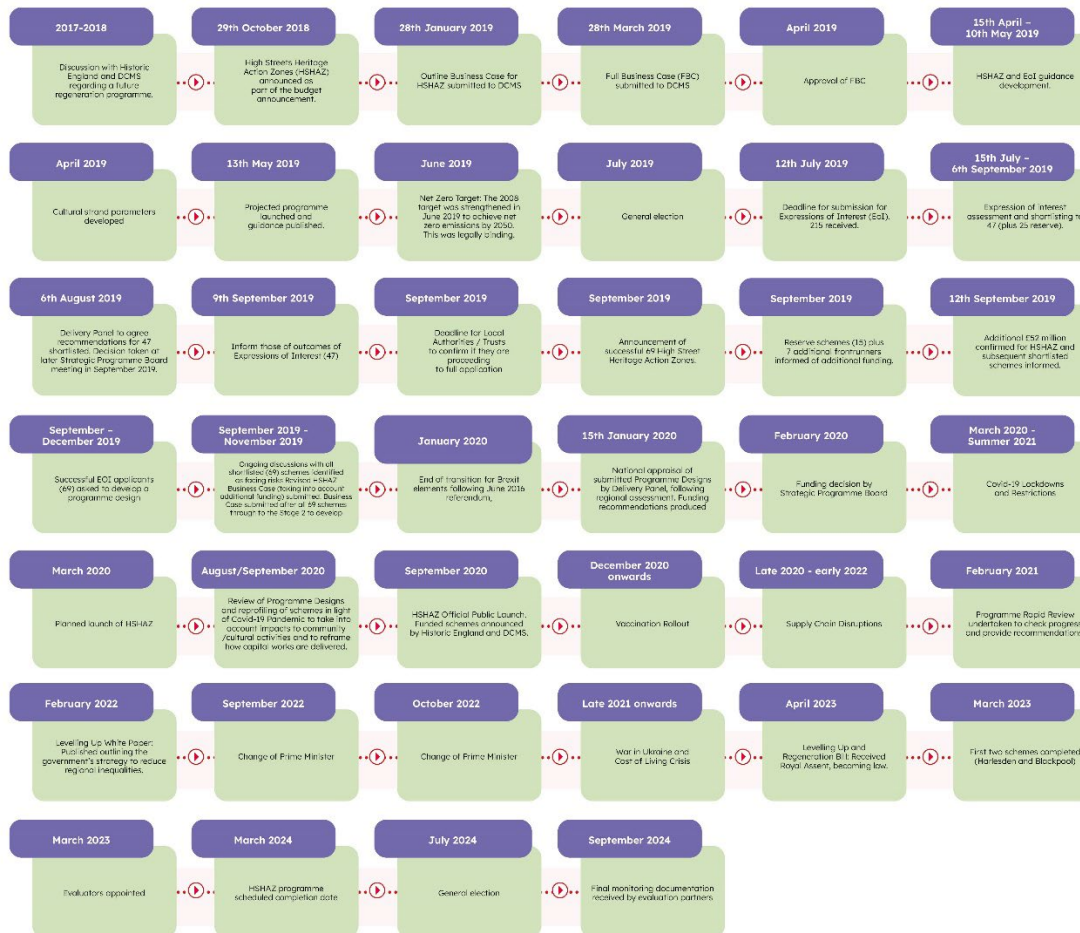 2017-2018
Discussion with Historic
England and DCMS
regarding a future
regeneration programme.
29th October 2018
High Streets Heritage
Action Zones (HSHAZ)
announced as
part of the budget
announcement.
28th January 2019
Outline Business Case for
HSHAZ submitted to DCMS
28th March 2019
Full Business Case (FBC)
submitted to DCMS
April 2019
Approval of FBC
15th April –
10th May 2019
HSHAZ and EoI guidance
development.
April 2019
Cultural strand parameters
developed
13th May 2019
Projected programme
launched and
guidance published.
June 2019
Net Zero Target: The 2008
target was strengthened in
June 2019 to achieve net
zero emissions by 2050.
This was legally binding.
July 2019
General election
12th July 2019
Deadline for submission for
Expressions of Interest (EoI).
215 received.
15th July –
6th September 2019
Expression of interest
assessment and shortlisting to
47 (plus 25 reserve).
6th August 2019
Delivery Panel to agree
recommendations for 47
shortlisted. Decision taken at
later Strategic Programme Board
meeting in September 2019.
9th September 2019
Inform those of outcomes of
Expressions of Interest (47)
September 2019
Deadline for Local
Authorities / Trusts
to confirm if they are
proceeding
to full application
September 2019
Announcement of
successful 69 High Street
Heritage Action Zones.
September 2019
Reserve schemes (15) plus
7 additional frontrunners
informed of additional funding.
12th September 2019
Additional £52 million
confirmed for HSHAZ and
subsequent shortlisted
schemes informed.
September –
December 2019
Successful EOI applicants
(69) asked to develop a
programme design
September 2019 -
November 2019
Ongoing discussions with all
shortlisted (69) schemes identified
as facing risks Revised HSHAZ
Business Case (taking into account
additional funding) submitted. Business
Case submitted after all 69 schemes
through to the Stage 2 to develop
January 2020
End of transition for Brexit
elements following June 2016
referendum,
15th January 2020
National appraisal of
submitted Programme Designs
by Delivery Panel, following
regional assessment. Funding
recommendations produced
February 2020
Funding decision by
Strategic Programme Board
March 2020 -
Summer 2021
Covid-19 Lockdowns
and Restrictions
March 2020
Planned launch of HSHAZ
August/September 2020
Review of Programme Designs
and reprofiling of schemes in light
of Covid-19 Pandemic to take into
account impacts to community
/cultural activities and to reframe
how capital works are delivered.
September 2020
HSHAZ Official Public Launch.
Funded schemes announced
by Historic England and DCMS.
December 2020
onwards
Vaccination Rollout
Late 2020 - early 2022
Supply Chain Disruptions
February 2021
Programme Rapid Review
undertaken to check progress
and provide recommendations
February 2022
Levelling Up White Paper:
Published outlining the
government's strategy to reduce
regional inequalities.
September 2022
Change of Prime Minister
October 2022
Change of Prime Minister
Late 2021 onwards
War in Ukraine and
Cost of Living Crisis
April 2023
Levelling Up and
Regeneration Bill: Received
Royal Assent, becoming law.
March 2023
First two schemes completed
(Harlesden and Blackpool)
March 2023
Evaluators appointed
March 2024
HSHAZ programme
scheduled completion date
July 2024
General election
September 2024
Final monitoring documentation
received by evaluation partners